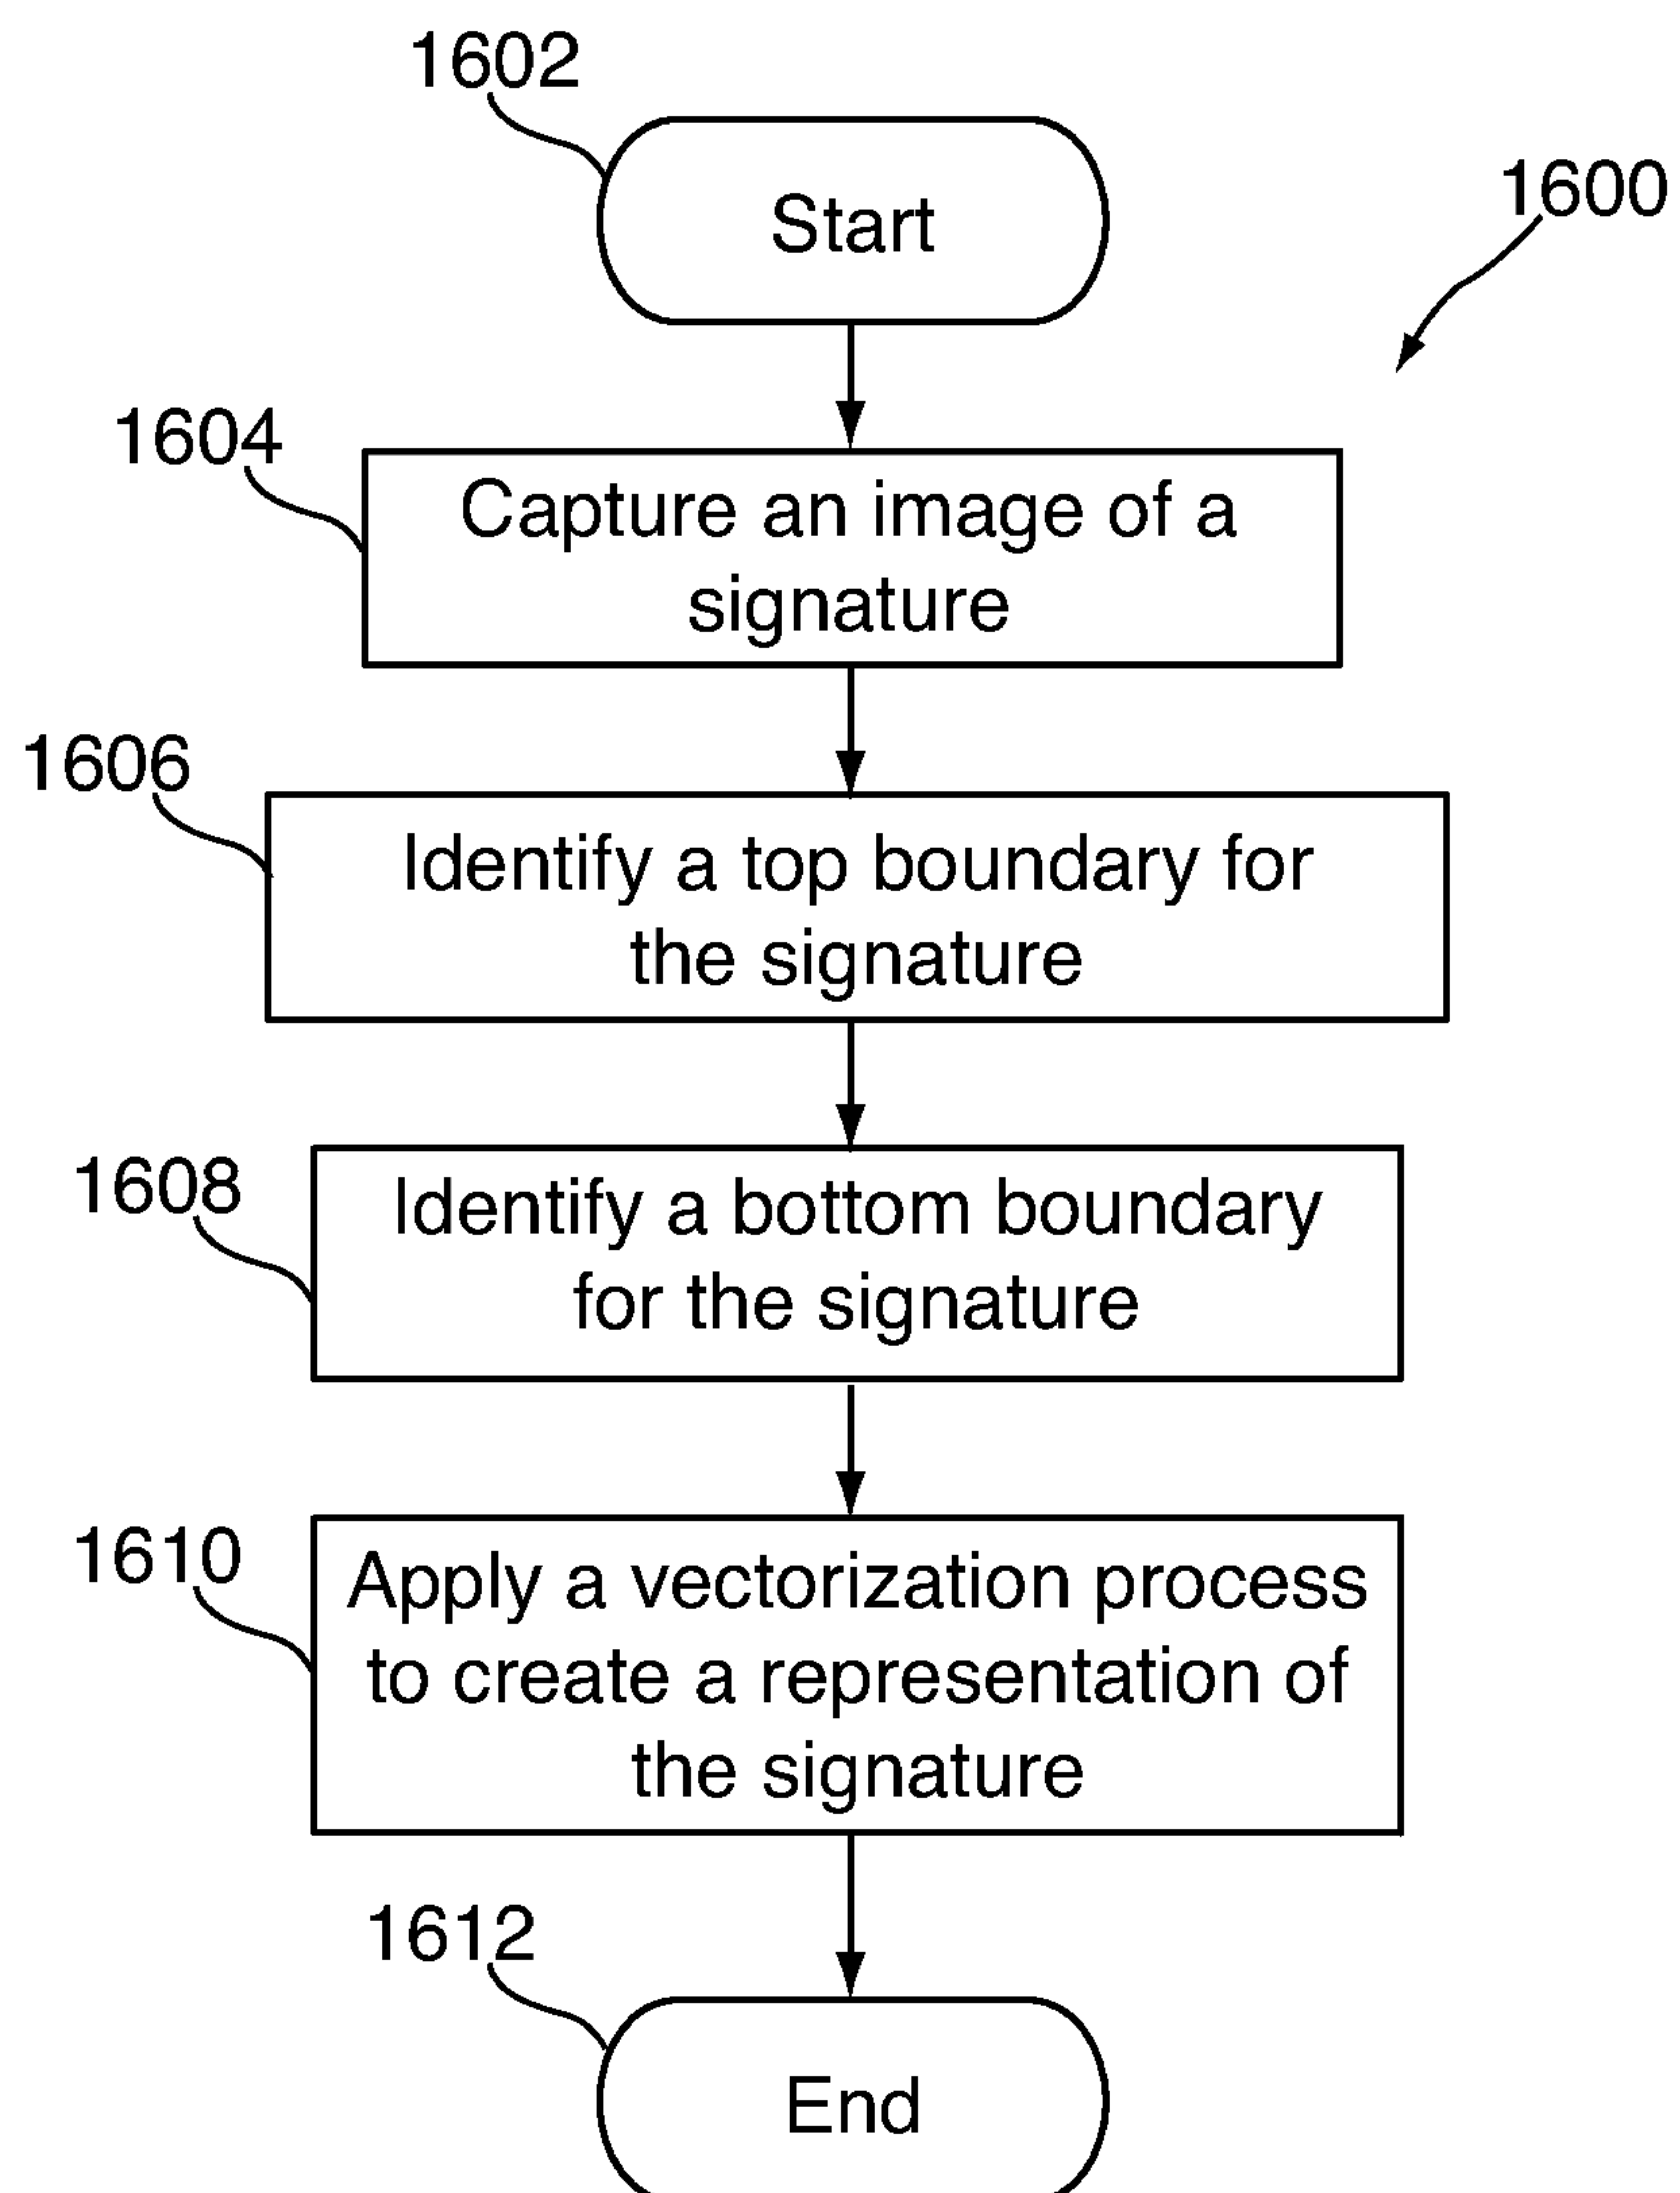 1602
Start
1600
1604
Capture an image of a
signature
1606
Identify a top boundary for
the signature
1608
Identify a bottom boundary
for the signature
1610
Apply a vectorization process
to create a representation of
the signature
1612
End